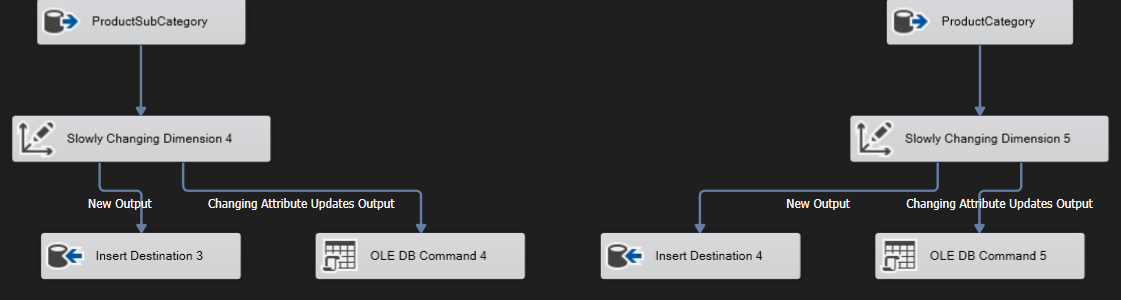 ProductSubCategory
ProductCategory
Slowly Changing Dimension 4
Slowly Changing Dimension 5
New Output
Changing Attribute Updates Output
New Output
Changing Attribute Updates Output
Insert Destination 3
OLE DB Command 4
Insert Destination 4
OLE DB Command 5